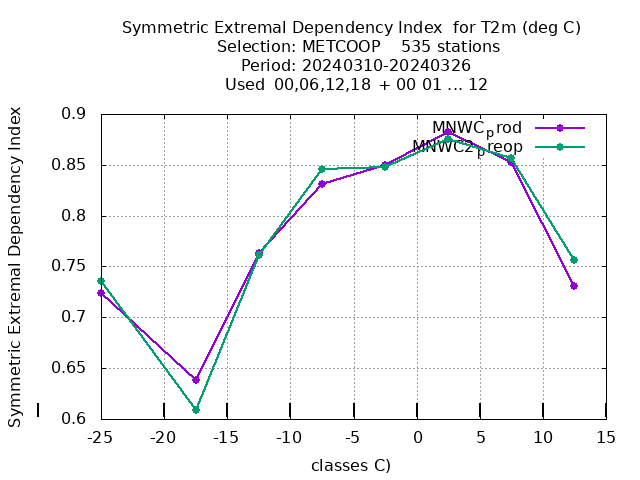 Symmetric Extremal Dependency Index for T2m (deg C)
Selection: METCOOP 535 stations
Period: 20240310-20240326
Used 00,06,12,18 + 00 01 ... 12
Symmetric Extremal Dependency Index
0.9
0.85
0.8
0.75
0.7
0.65
0.6
MNWCprod
MNWC2preop
-25 -20 -15 -10 -5 0 5 10 15
classes C)